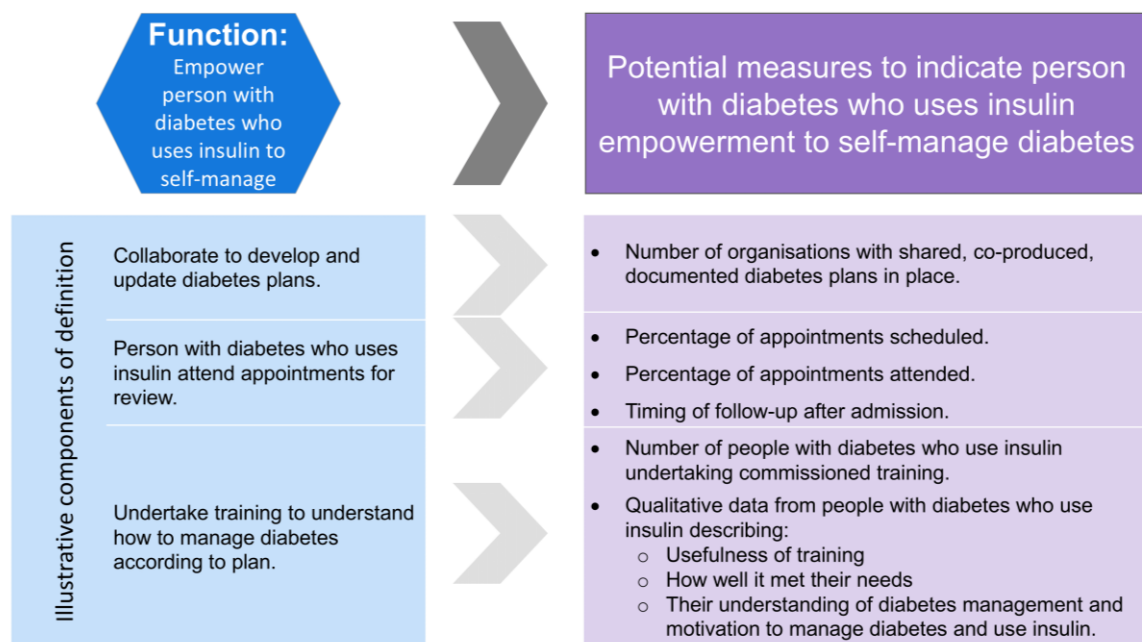 Function:
Empower
person with
diabetes who
uses insulin to
self-manage
Potential measures to indicate person
with diabetes who uses insulin
empowerment to self-manage diabetes
Illustrative components of definition
Collaborate to develop and
update diabetes plans.
• Number of organisations with shared, co-produced,
documented diabetes plans in place.
Person with diabetes who uses
insulin attend appointments for
review.
• Percentage of appointments scheduled.
• Percentage of appointments attended.
• Timing of follow-up after admission.
Undertake training to understand
how to manage diabetes
according to plan.
• Number of people with diabetes who use insulin
undertaking commissioned training.
• Qualitative data from people with diabetes who use
insulin describing:
o Usefulness of training
o How well it met their needs
o Their understanding of diabetes management and
motivation to manage diabetes and use insulin.